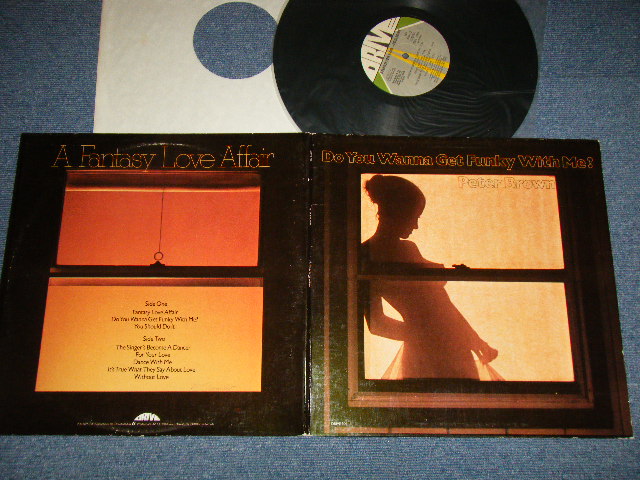 DRIVE
A Fantasy Love Affair
Side One
Fantasy Love Affair
Do You Wanna Get Funky With Me?
You Should Do It
Side Two
The Singer's Become A Dancer
For Your Love
Dance With Me
It's True What They Say About Love
Without Love
DRIVE
Do You Wanna Get Funky With Me?
Peter Brown